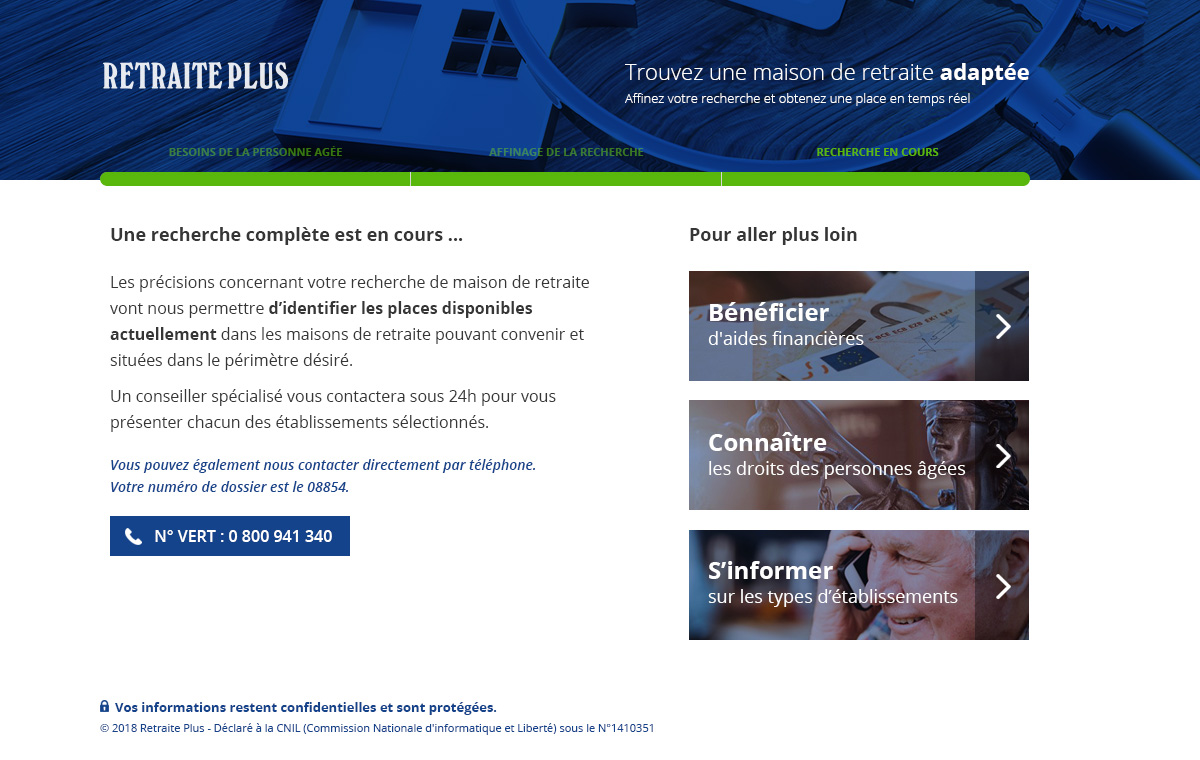 RETRAITE PLUS
Trouvez une maison de retraite adaptée
Affinez votre recherche et obtenez une place en temps réel
BESOINS DE LA PERSONNE AGÉE
AFFINAGE DE LA RECHERCHE
RECHERCHE EN COURS
Une recherche complète est en cours ...
Les précisions concernant votre recherche de maison de retraite
vont nous permettre d’identifier les places disponibles
actuellement dans les maisons de retraite pouvant convenir et
situées dans le périmètre désiré.
Un conseiller spécialisé vous contactera sous 24h pour vous
présenter chacun des établissements sélectionnés.
Vous pouvez également nous contacter directement par téléphone.
Votre numéro de dossier est le 08854.
N° VERT : 0 800 941 340
Pour aller plus loin
Bénéficier
d'aides financières
Connaître
les droits des personnes âgées
S’informer
sur les types d’établissements
Vos informations restent confidentielles et sont protégées.
© 2018 Retraite Plus - Déclaré à la CNIL (Commission Nationale d'informatique et Liberté) sous le N°1410351